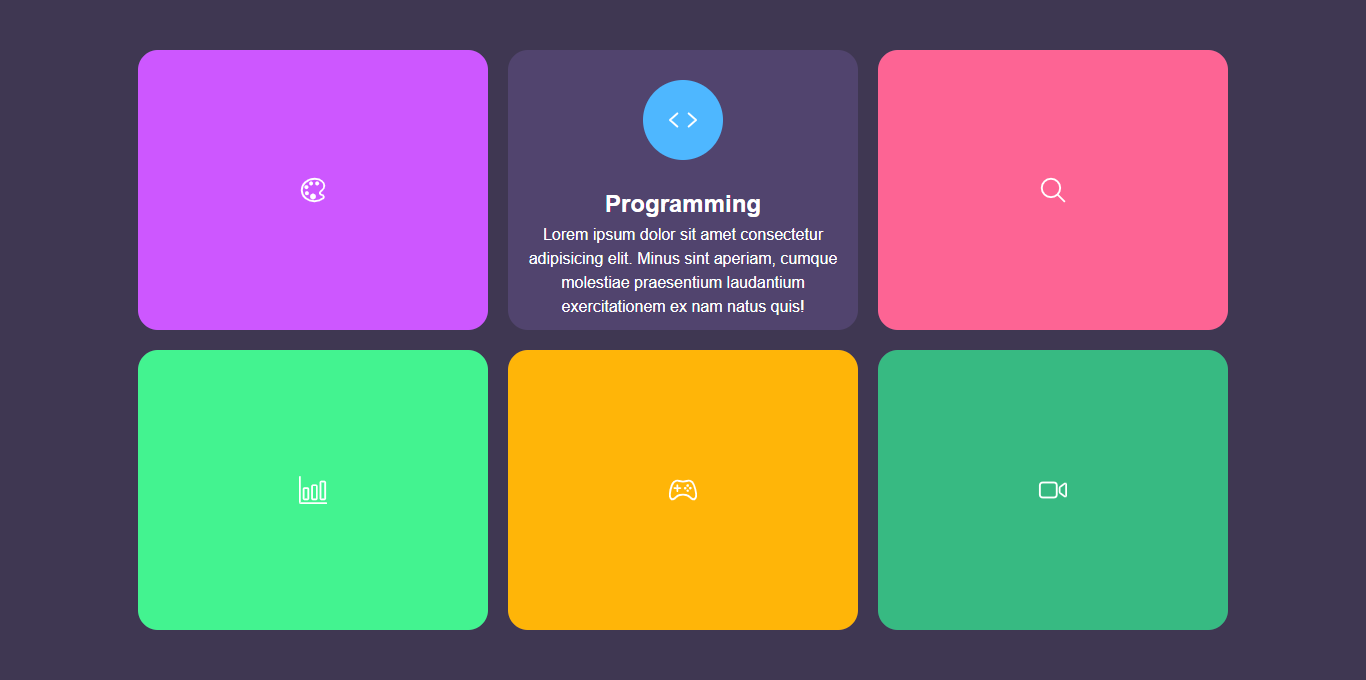 Programming
Lorem ipsum dolor sit amet consectetur
adipisicing elit. Minus sint aperiam, cumque
molestiae praesentium laudantium
exercitationem ex nam natus quis!